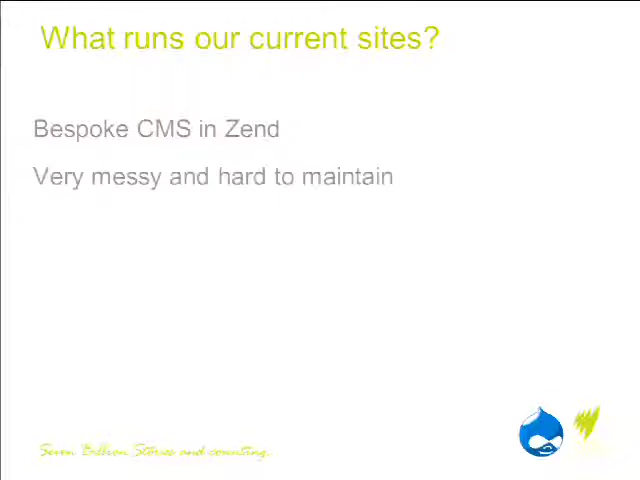 What runs our current sites?
Bespoke CMS in Zend
Very messy and hard to maintain
Seven Billion Stories and counting...